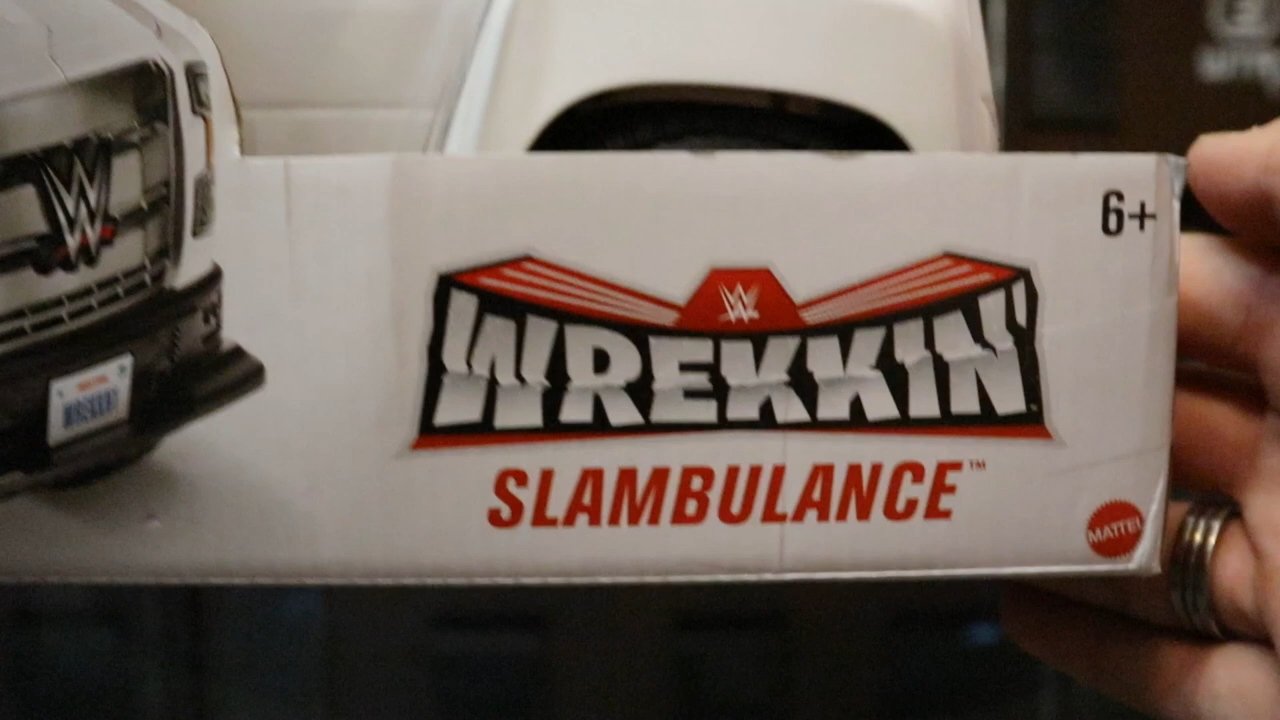 6+
W
W
WREKKIN'
SLAMBULANCE™
MATTEL